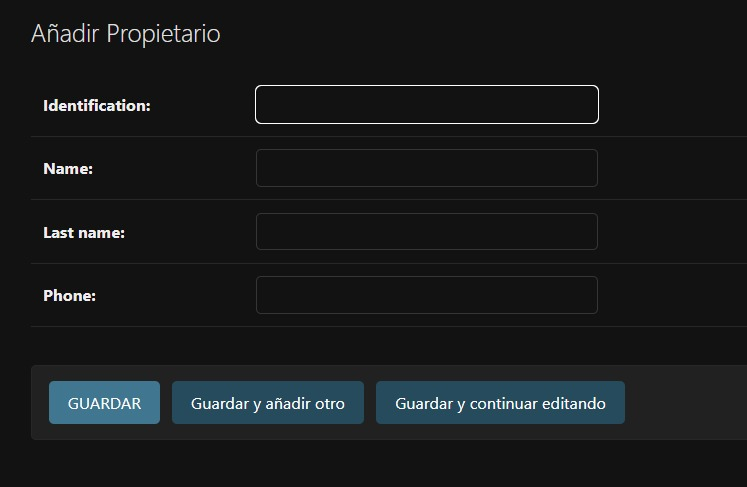 Añadir Propietario
Identification:
Name:
Last name:
Phone:
GUARDAR Guardar y añadir otro Guardar y continuar editando